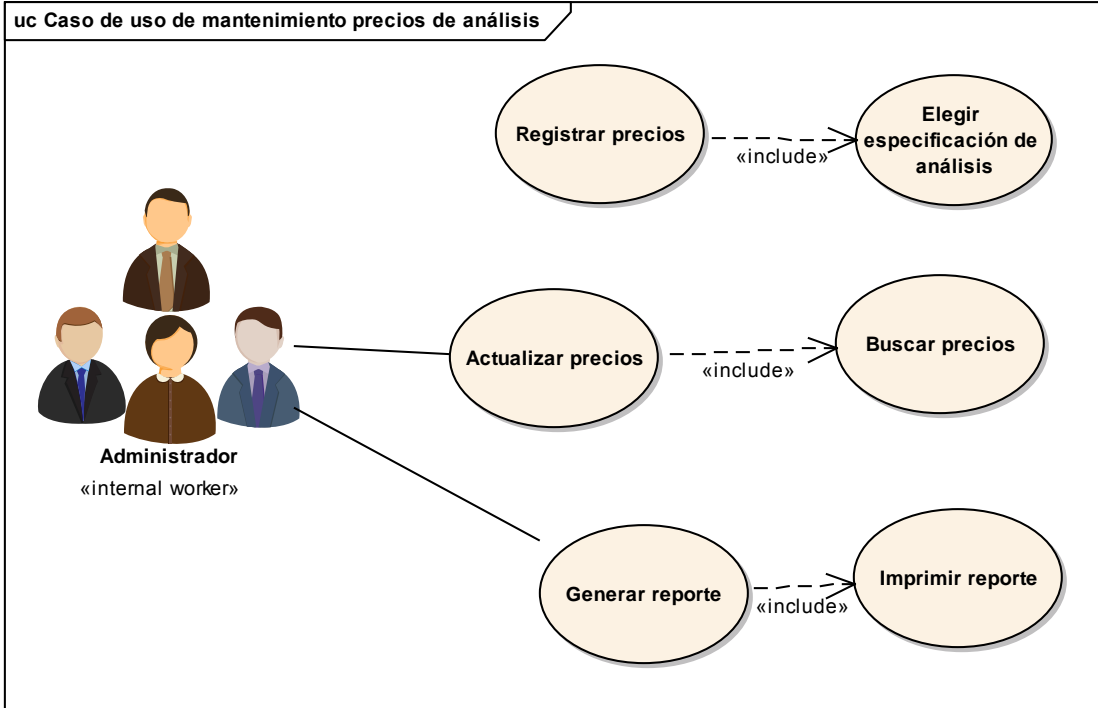 uc Caso de uso de mantenimiento precios de análisis
Registrar precios
«include»
Elegir
especificación de
análisis
Administrador
«internal worker»
Actualizar precios
«include»
Buscar precios
Generar reporte
«include»
Imprimir reporte